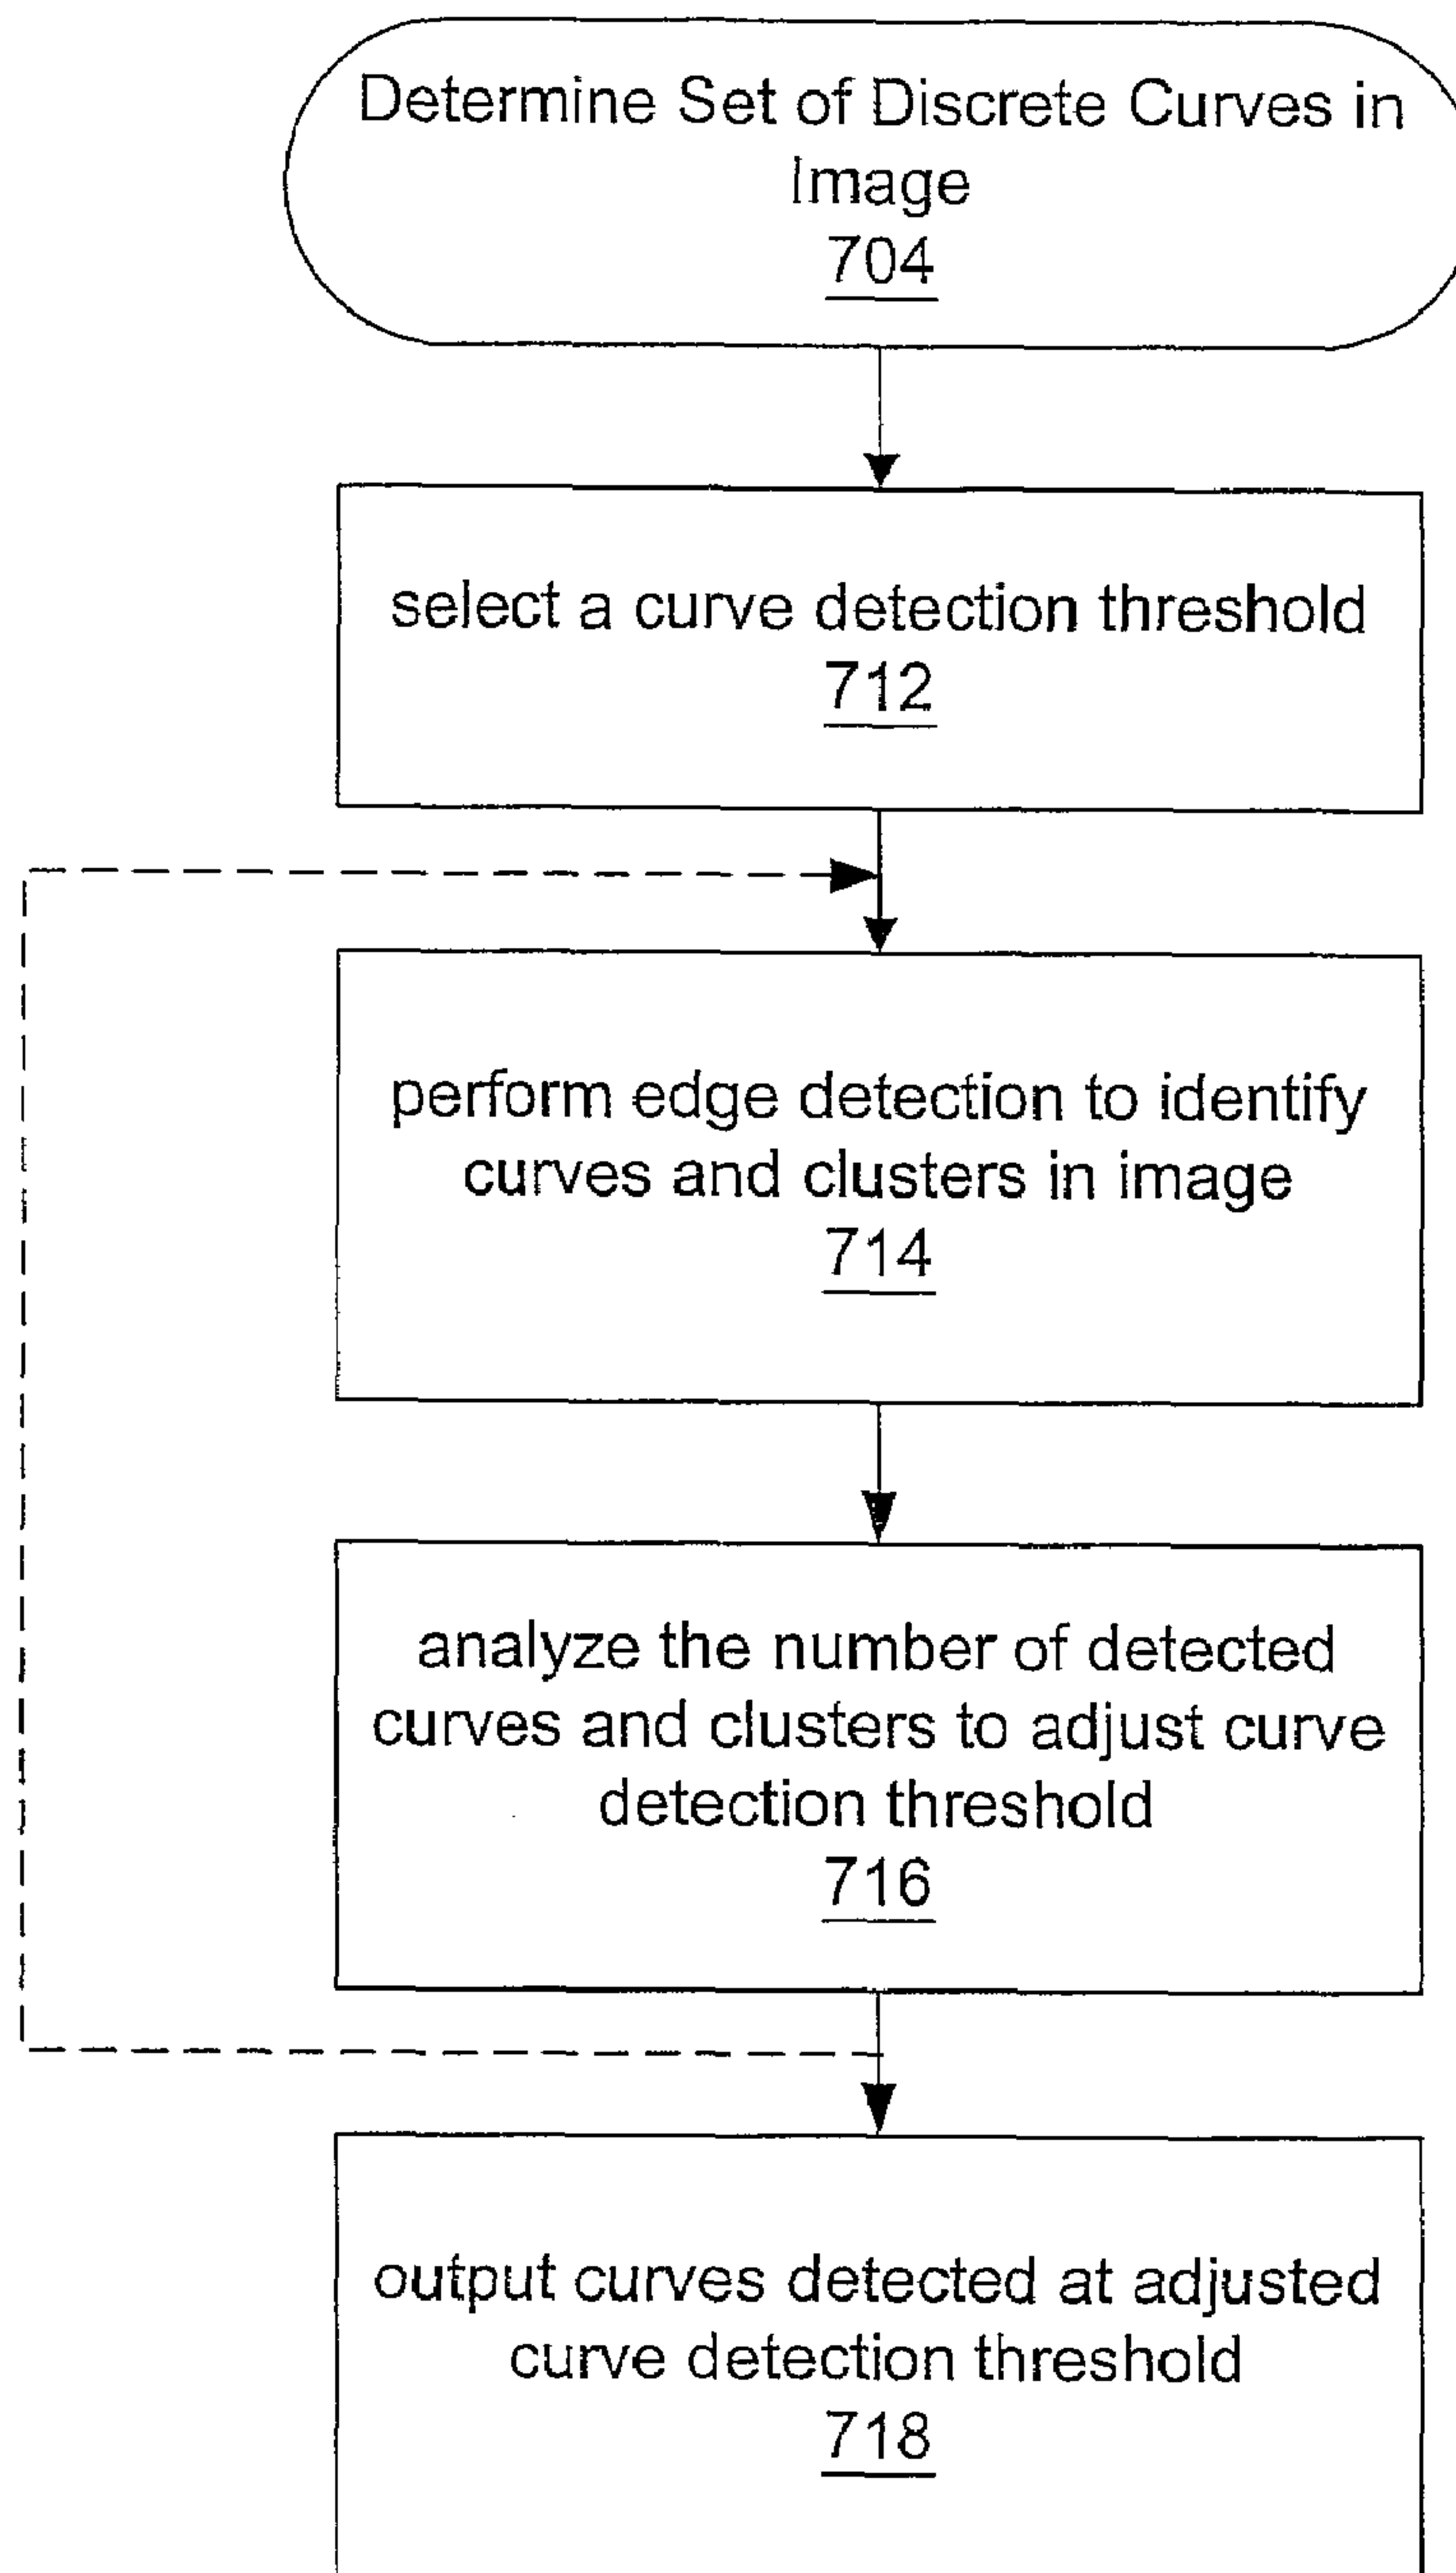 Determine Set of Discrete Curves in
Image
704
select a curve detection threshold
712
perform edge detection to identify
curves and clusters in image
714
analyze the number of detected
curves and clusters to adjust curve
detection threshold
716
output curves detected at adjusted
curve detection threshold
718